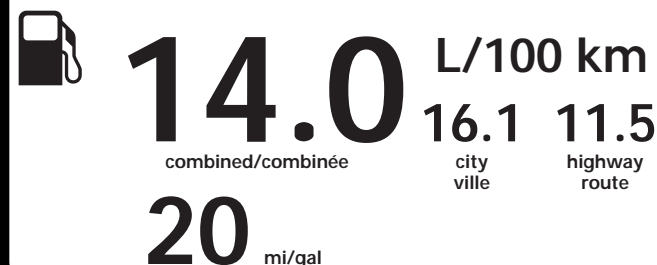 14.0 L/100 km
16.1 11.5
combined/combinée city highway
ville route
20 mi/gal